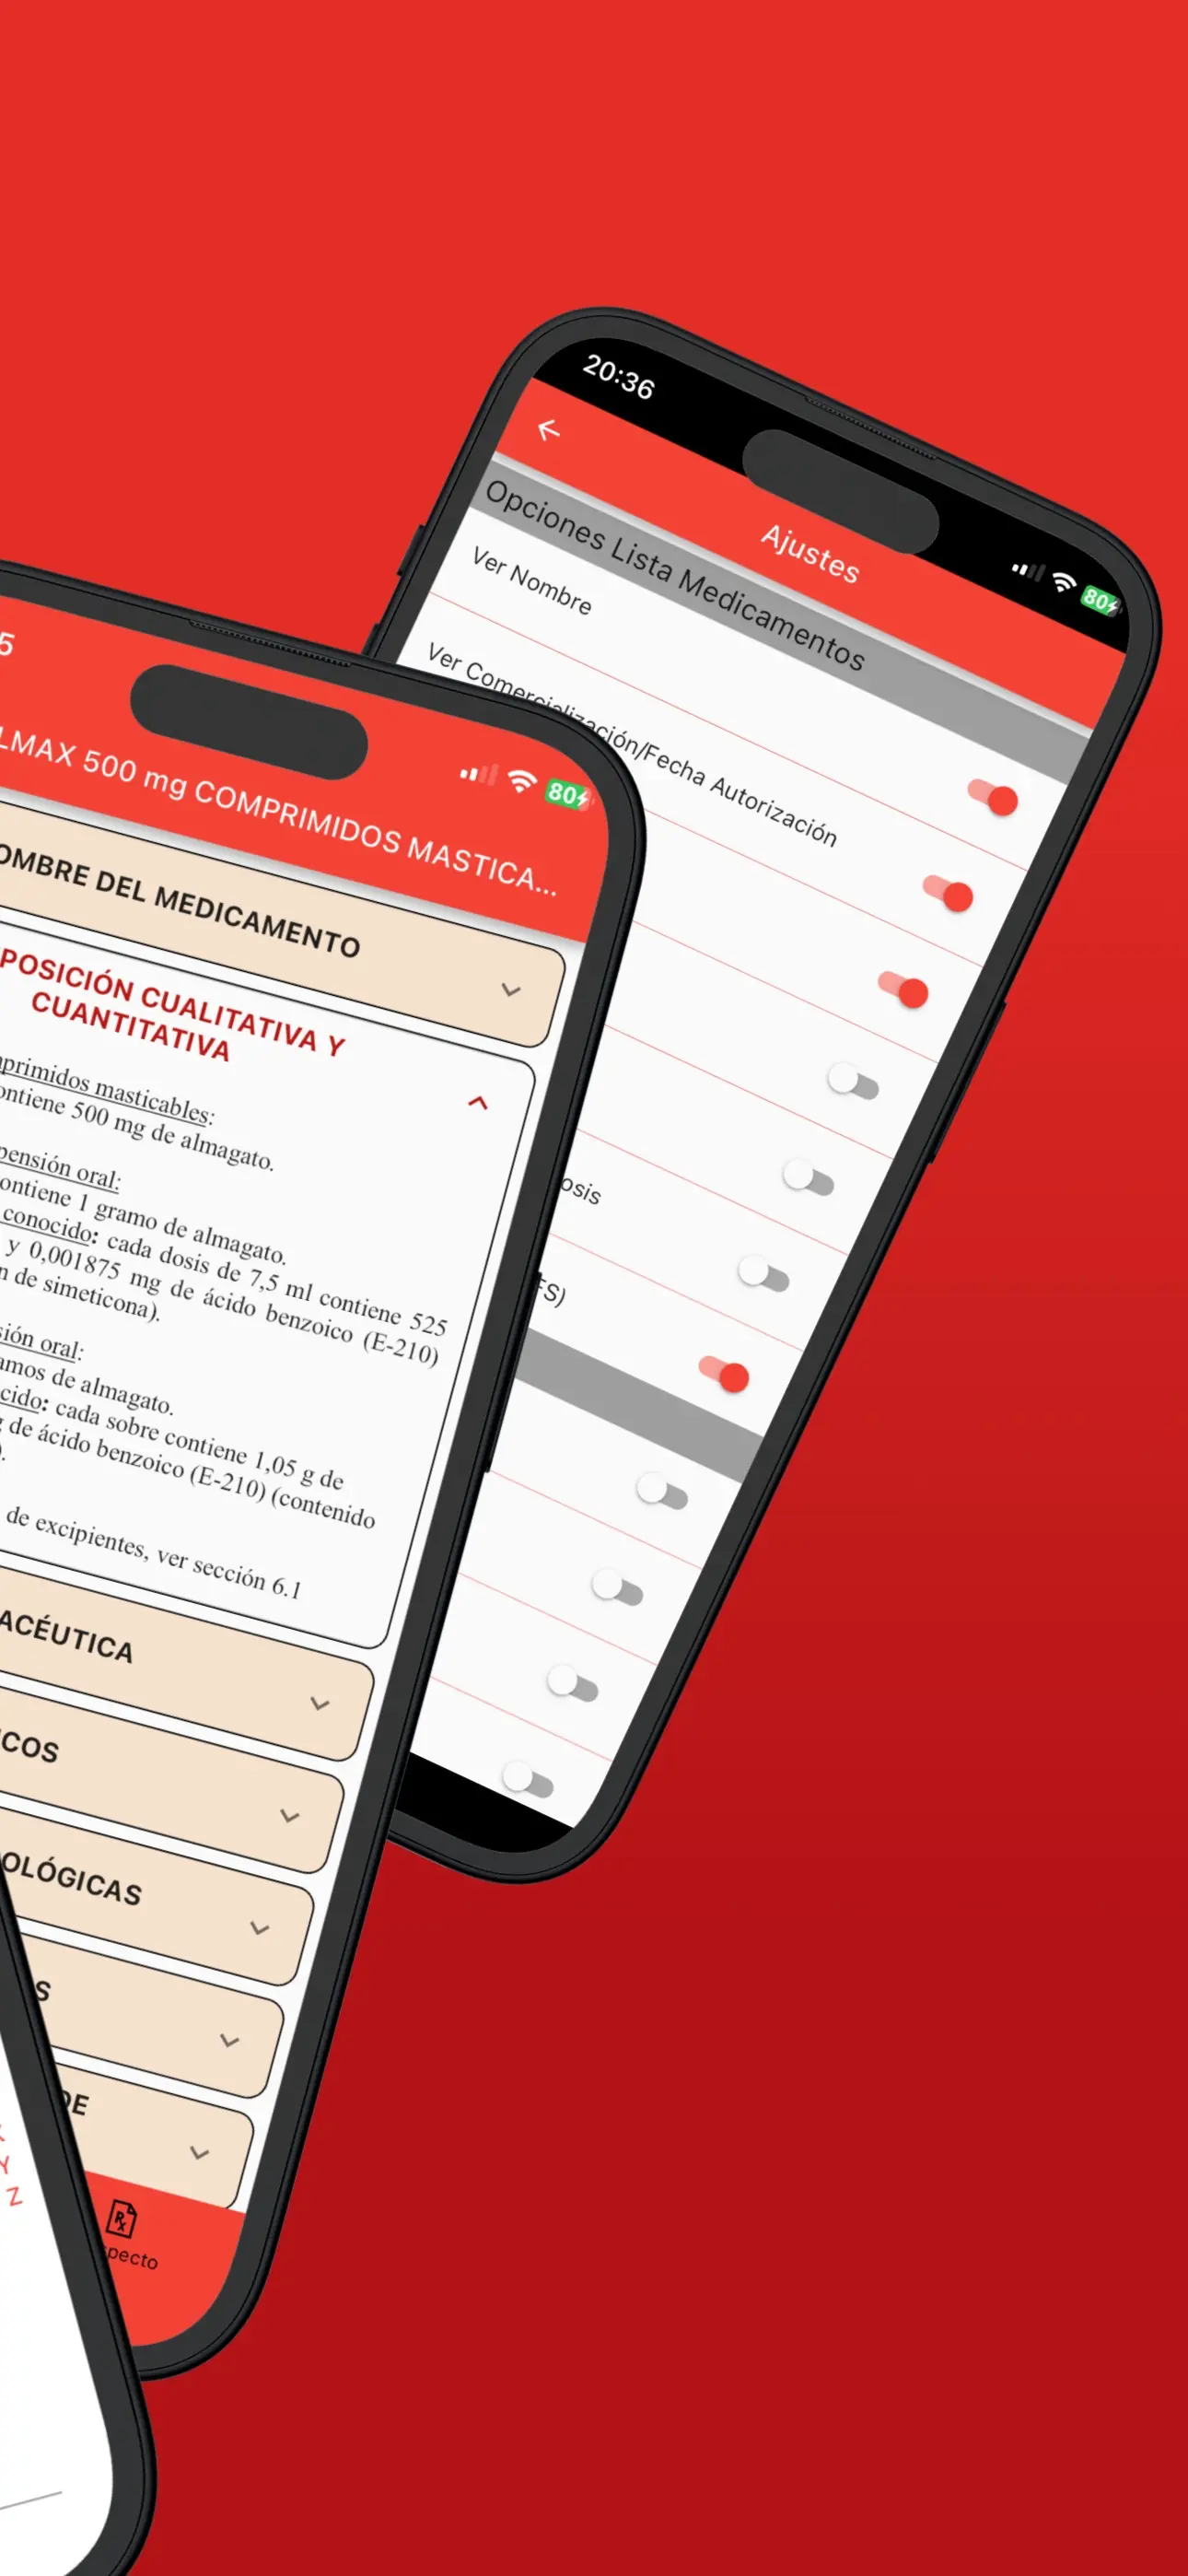 20:36
Ajustes
80
Opciones Lista Medicamentos
Ver Nombre
Ver Comercialización/Fecha Autorización
osis
FS)
5
80
LMAX 500 mg COMPRIMIDOS MASTICA...
OMBRE DEL MEDICAMENTO
POSICIÓN CUALITATIVA Y
CUANTITATIVA
primidos masticables:
ontiene 500 mg de almagato.
pensión oral:
ontiene 1 gramo de almagato.
conocido: cada dosis de 7,5 ml contiene 525
y 0,001875 mg de ácido benzoico (E-210)
n de simeticona).
sión oral:
amos de almagato.
cido: cada sobre contiene 1,05 g de
g de ácido benzoico (E-210) (contenido
).
de excipientes, ver sección 6.1
ACÉUTICA
ICOS
OLÓGICAS
S
DE
Rx
specto
Y
Z